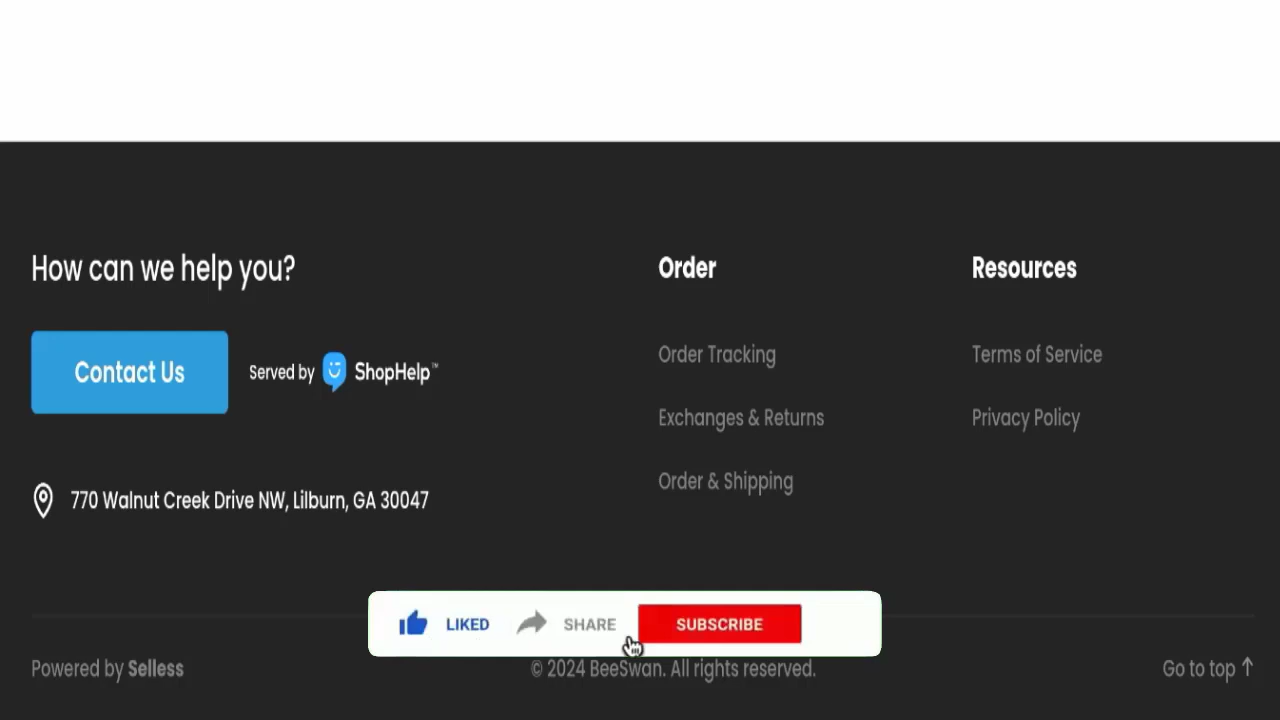 How can we help you?
Contact Us
Served by ShopHelp™
770 Walnut Creek Drive NW, Lilburn, GA 30047
Order
Order Tracking
Exchanges & Returns
Order & Shipping
Resources
Terms of Service
Privacy Policy
LIKED SHARE SUBSCRIBE
Powered by Selless
© 2024 BeeSwan. All rights reserved.
Go to top ↑